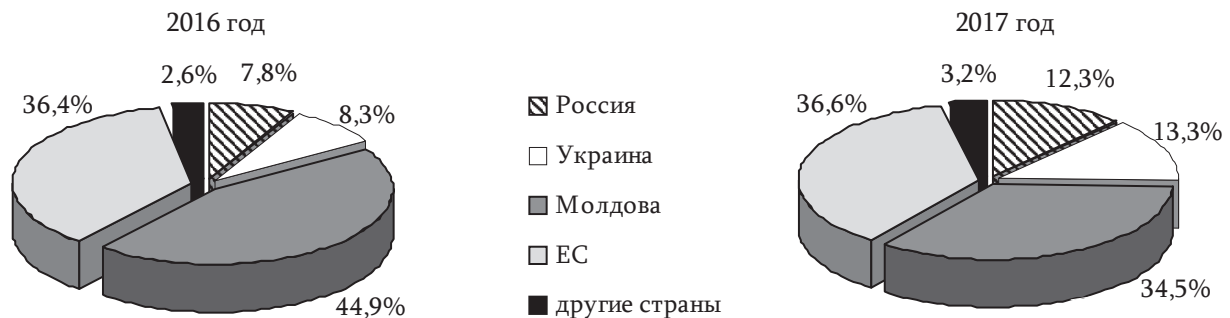 2016 год
2,6%
7,8%
36,4%
8,3%
44,9%
Россия
Украина
Молдова
ЕС
другие страны
2017 год
3,2%
12,3%
36,6%
13,3%
34,5%